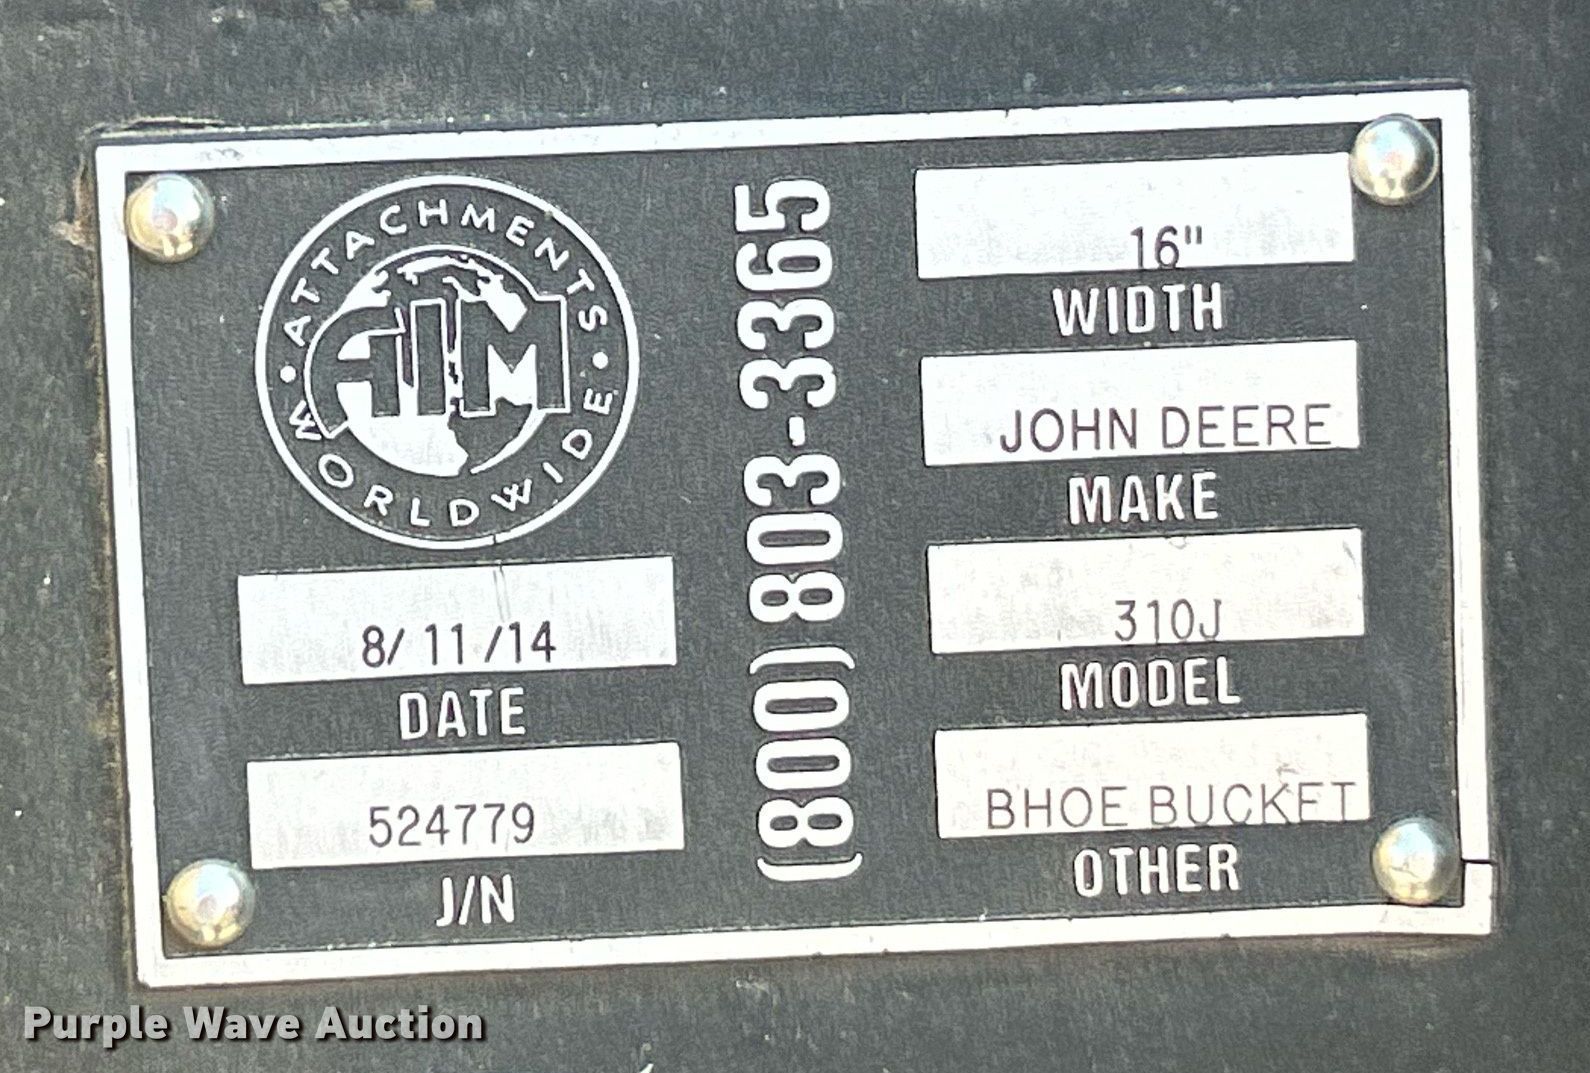 ATTACHMENTS
AIM
WORLDWIDE
8/ 11 /14
DATE
524779
J/N
(800) 803-3365
16"
WIDTH
JOHN DEERE
MAKE
310J
MODEL
BHOE BUCKET
OTHER
Purple Wave Auction